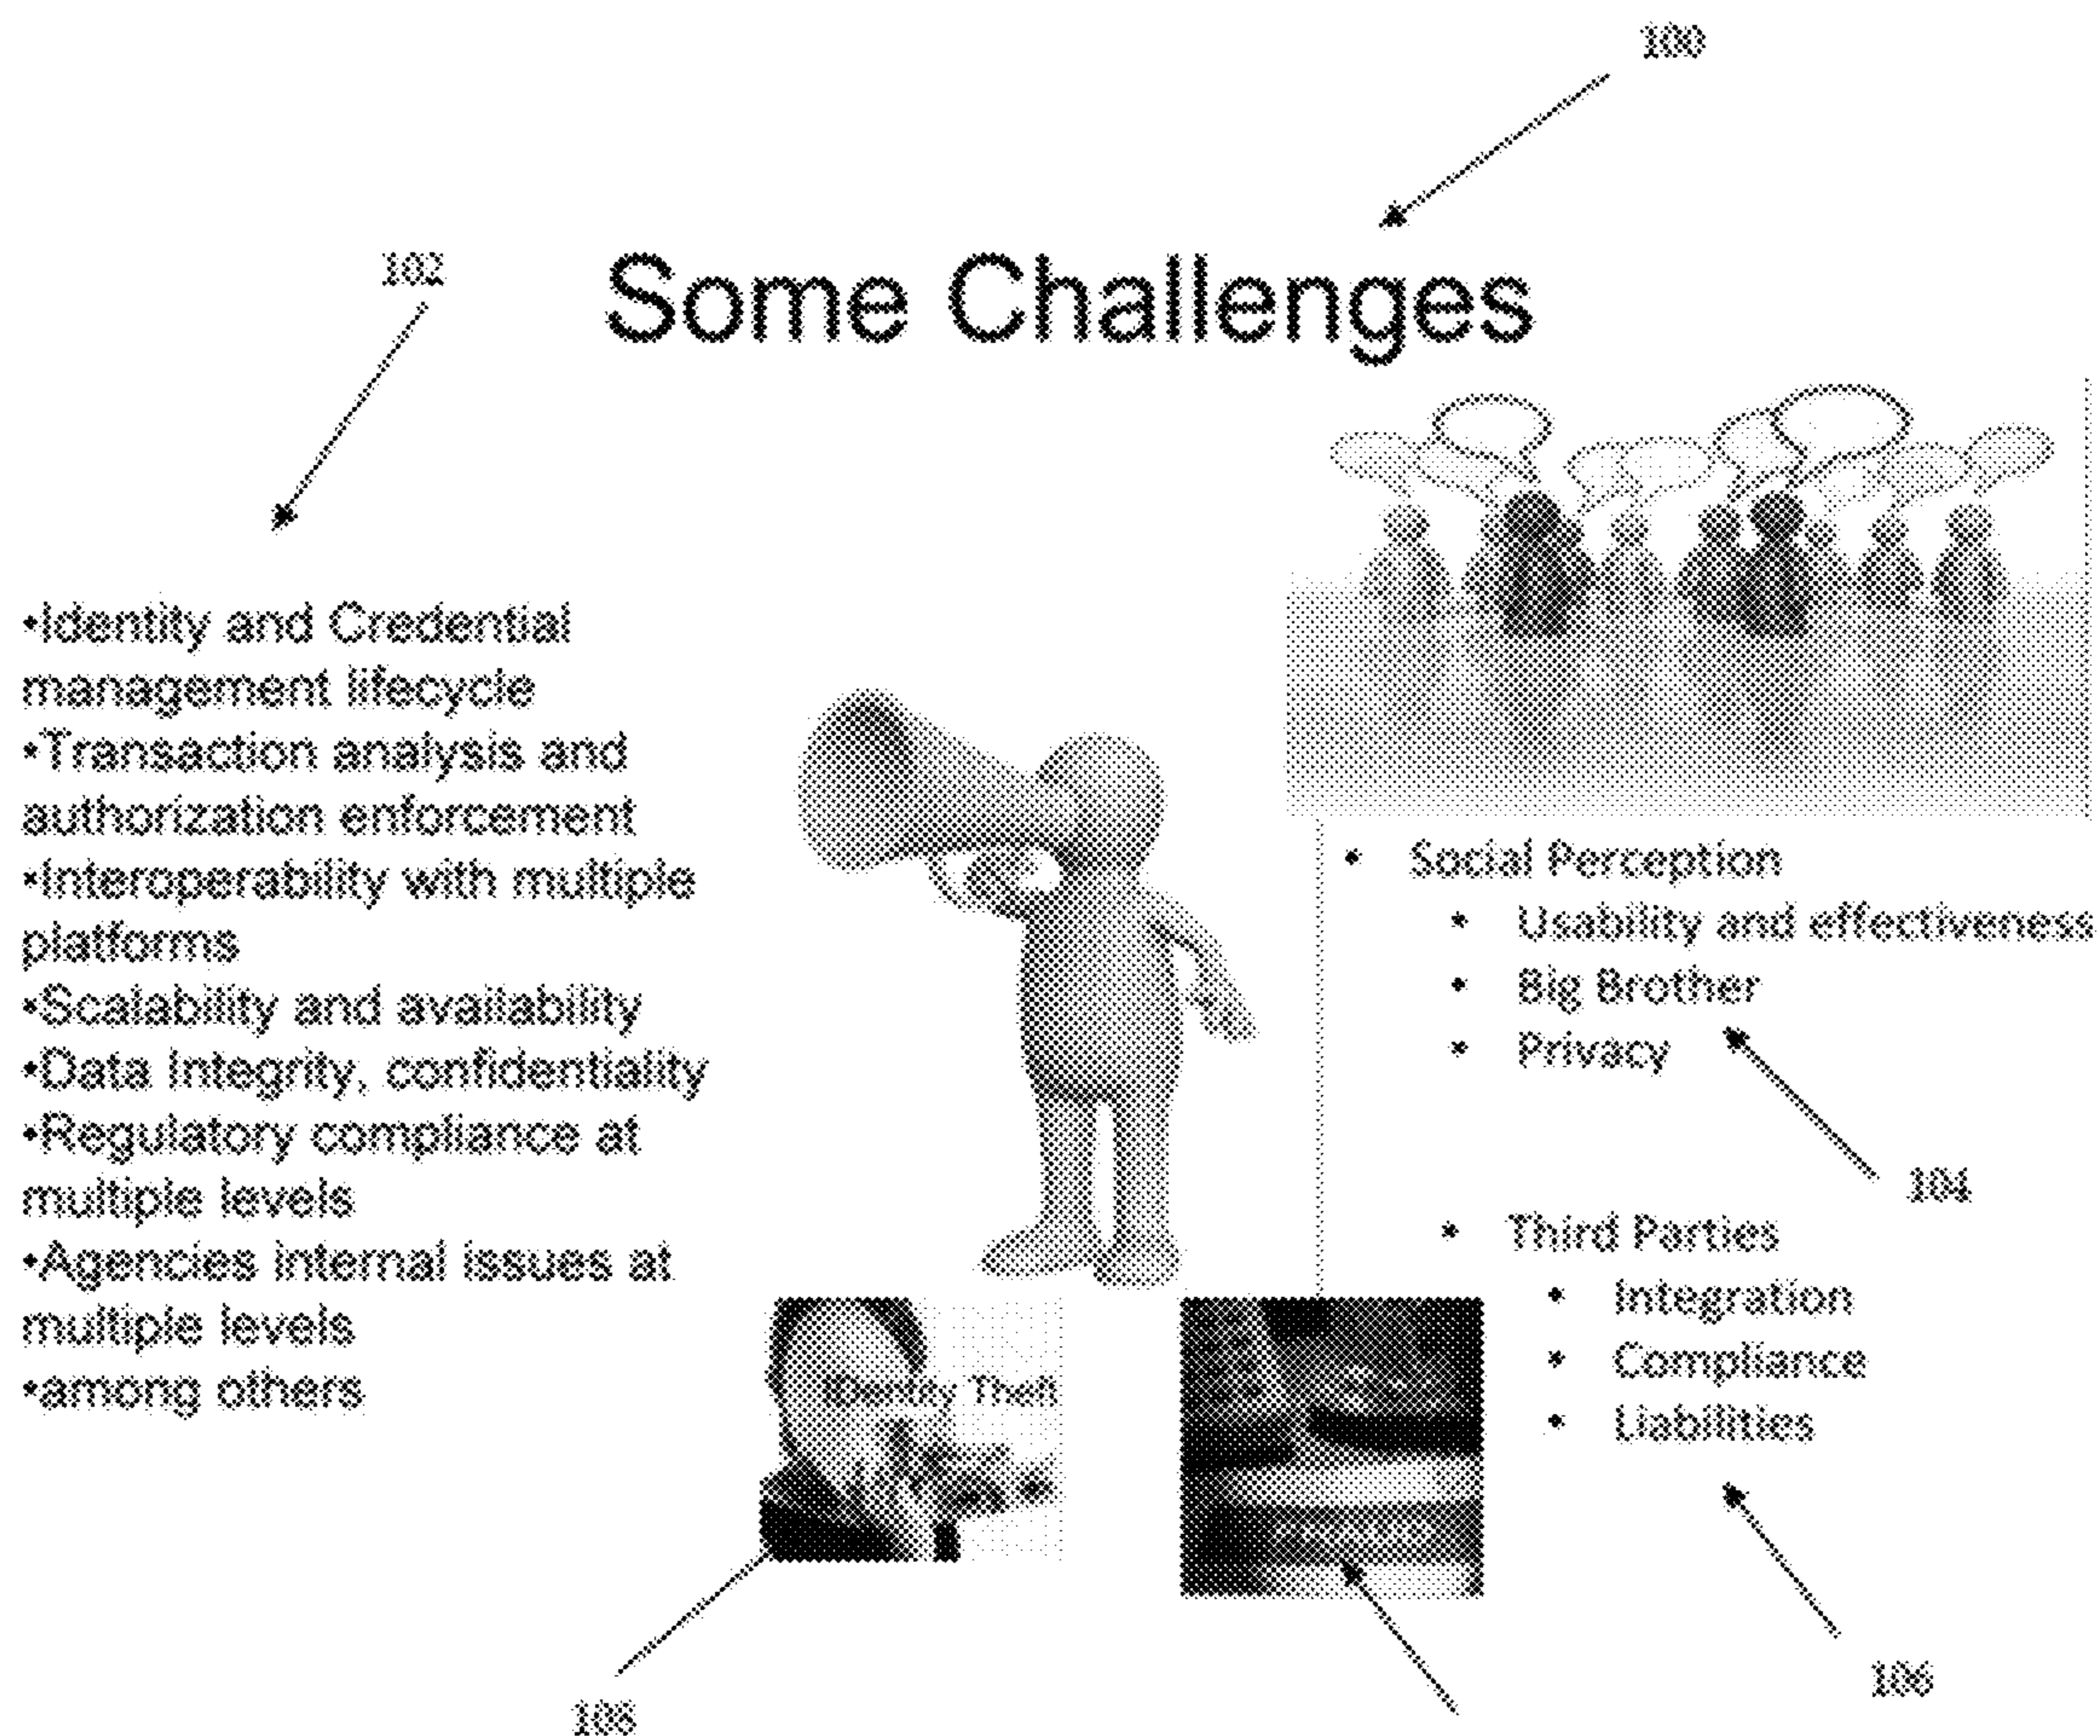 100
102
Some Challenges
•Identity and Credential
management lifecycle
•Transaction analysis and
authorization enforcement
•Interoperability with multiple
platforms
•Scalability and availability
•Data Integrity, confidentiality
•Regulatory compliance at
multiple levels
•Agencies internal issues at
multiple levels
•among others
• Social Perception
• Usability and effectiveness
• Big Brother
• Privacy
104
• Third Parties
• Integration
• Compliance
• Liabilities
106
Identity Theft
108